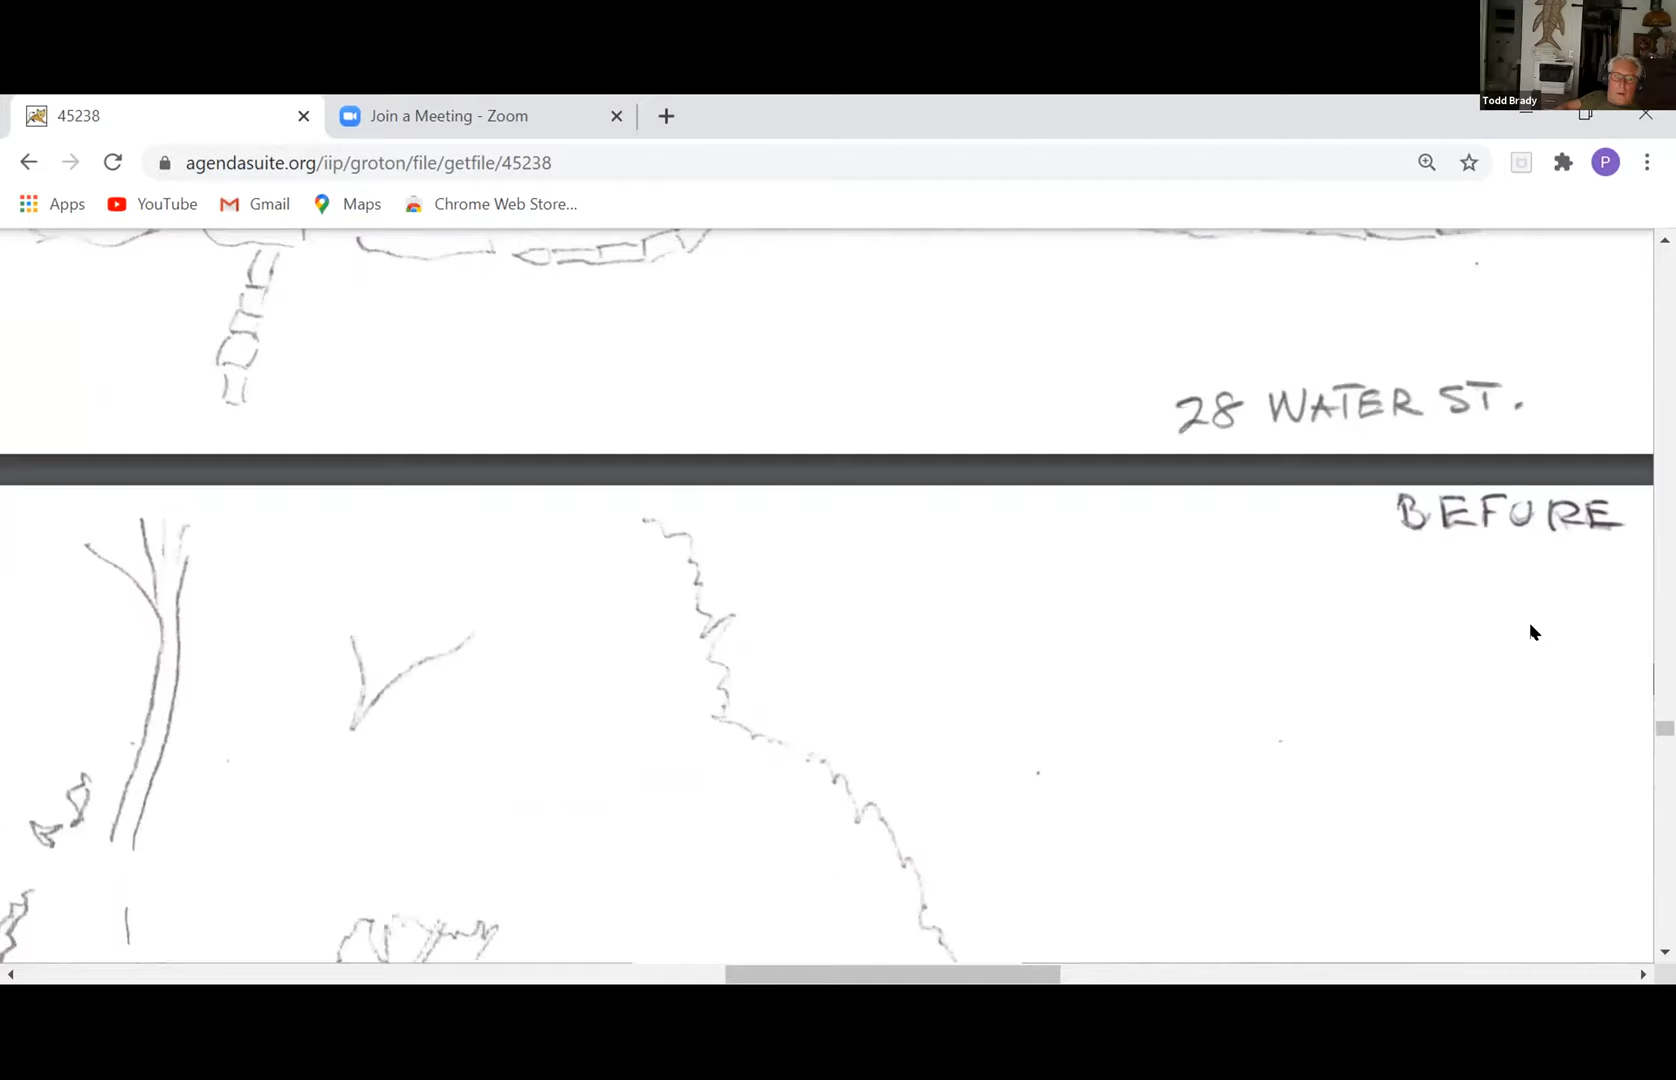 Todd Brady
45238
Join a Meeting - Zoom
agendasuite.org/iip/groton/file/getfile/45238
P
Apps
YouTube
Gmail
Maps
Chrome Web Store...
28 WATER ST.
BEFORE